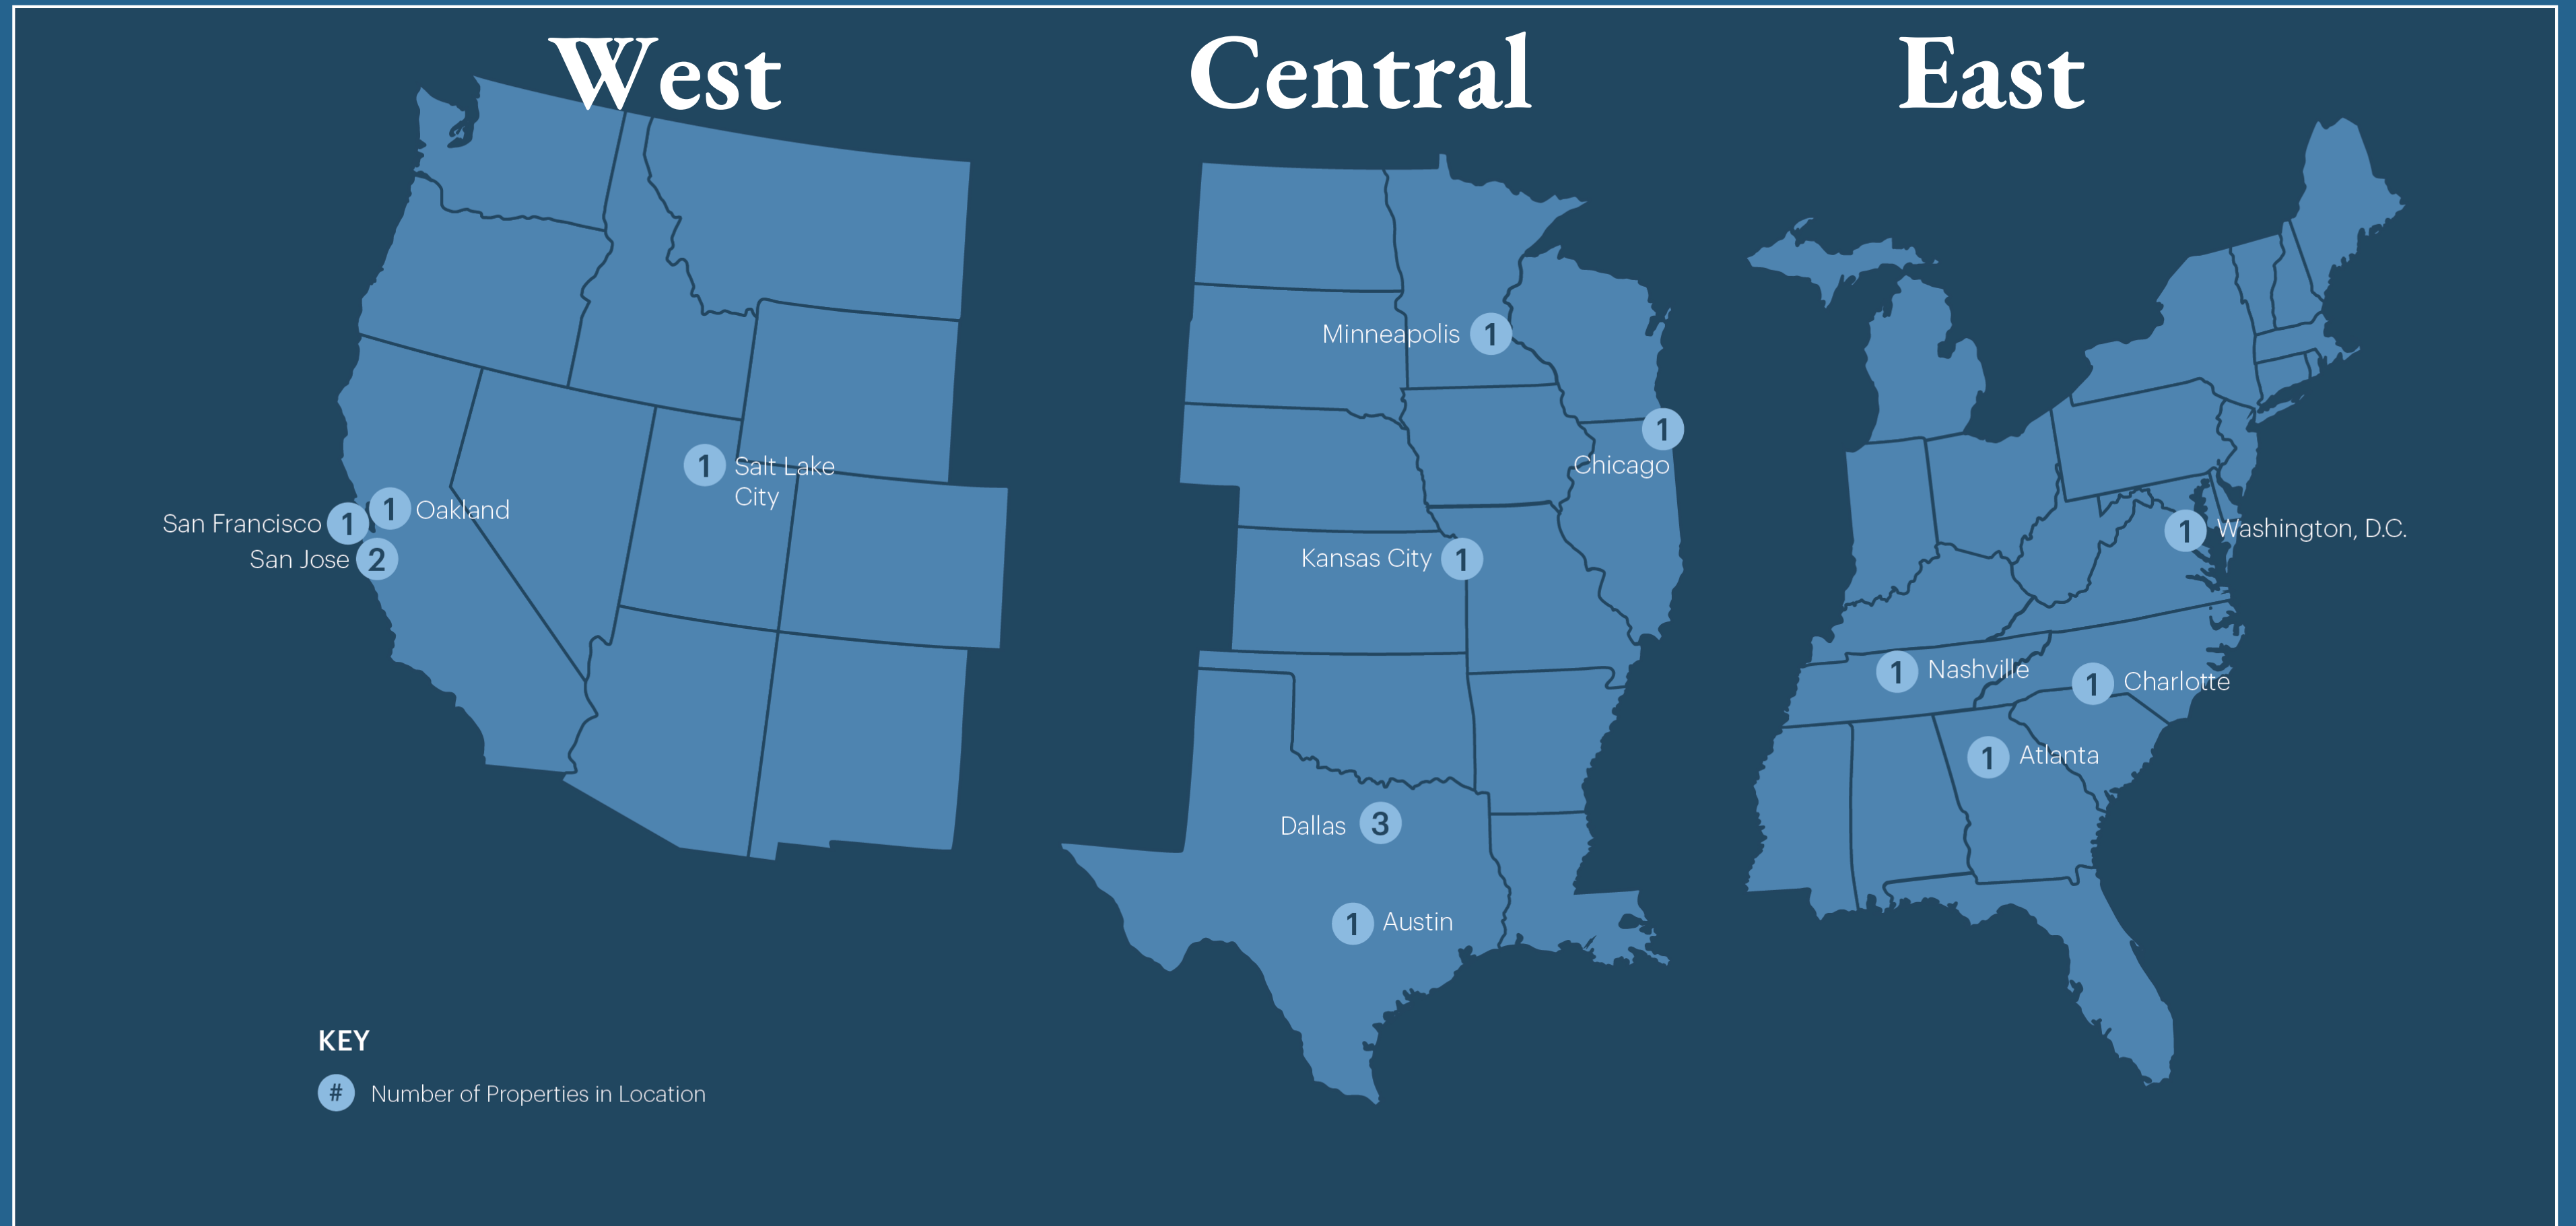 West
Central
East
1 Salt Lake
City
San Francisco 1
1 Oakland
San Jose 2
KEY
# Number of Properties in Location
Minneapolis 1
1
Chicago
Kansas City 1
Dallas 3
1 Austin
1 Washington, D.C.
1 Nashville
1 Charlotte
1 Atlanta